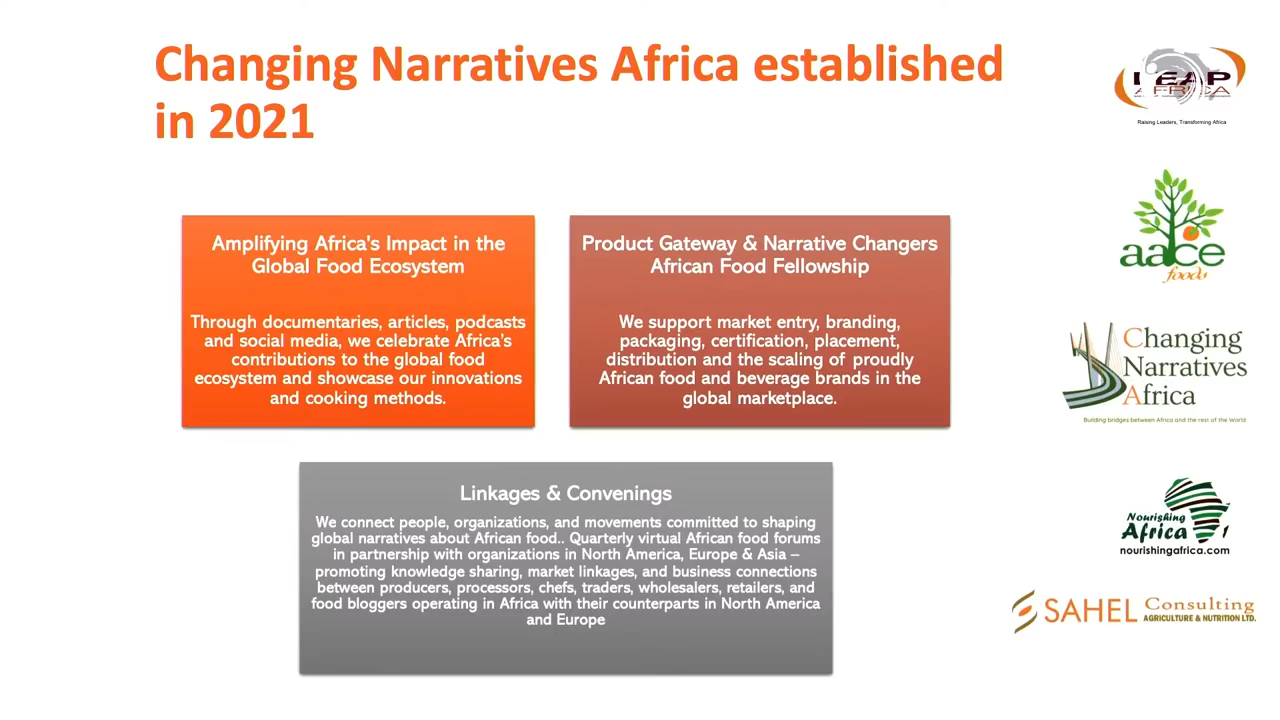 Changing Narratives Africa established
in 2021
Amplifying Africa's Impact in the
Global Food Ecosystem
Through documentaries, articles, podcasts
and social media, we celebrate Africa's
contributions to the global food
ecosystem and showcase our innovations
and cooking methods.
Product Gateway & Narrative Changers
African Food Fellowship
We support market entry, branding,
packaging, certification, placement,
distribution and the scaling of proudly
African food and beverage brands in the
global marketplace.
Linkages & Convenings
We connect people, organizations, and movements committed to shaping
global narratives about African food.. Quarterly virtual African food forums
in partnership with organizations in North America, Europe & Asia –
promoting knowledge sharing, market linkages, and business connections
between producers, processors, chefs, traders, wholesalers, retailers, and
food bloggers operating in Africa with their counterparts in North America
and Europe
LEAP
AFRICA
Raising Leaders, Transforming Africa
aace
foods
Changing
Narratives
Africa
Building bridges between Africa and the rest of the World
Nourishing
Africa
nourishingafrica.com
SAHEL Consulting
AGRICULTURE & NUTRITION LTD.